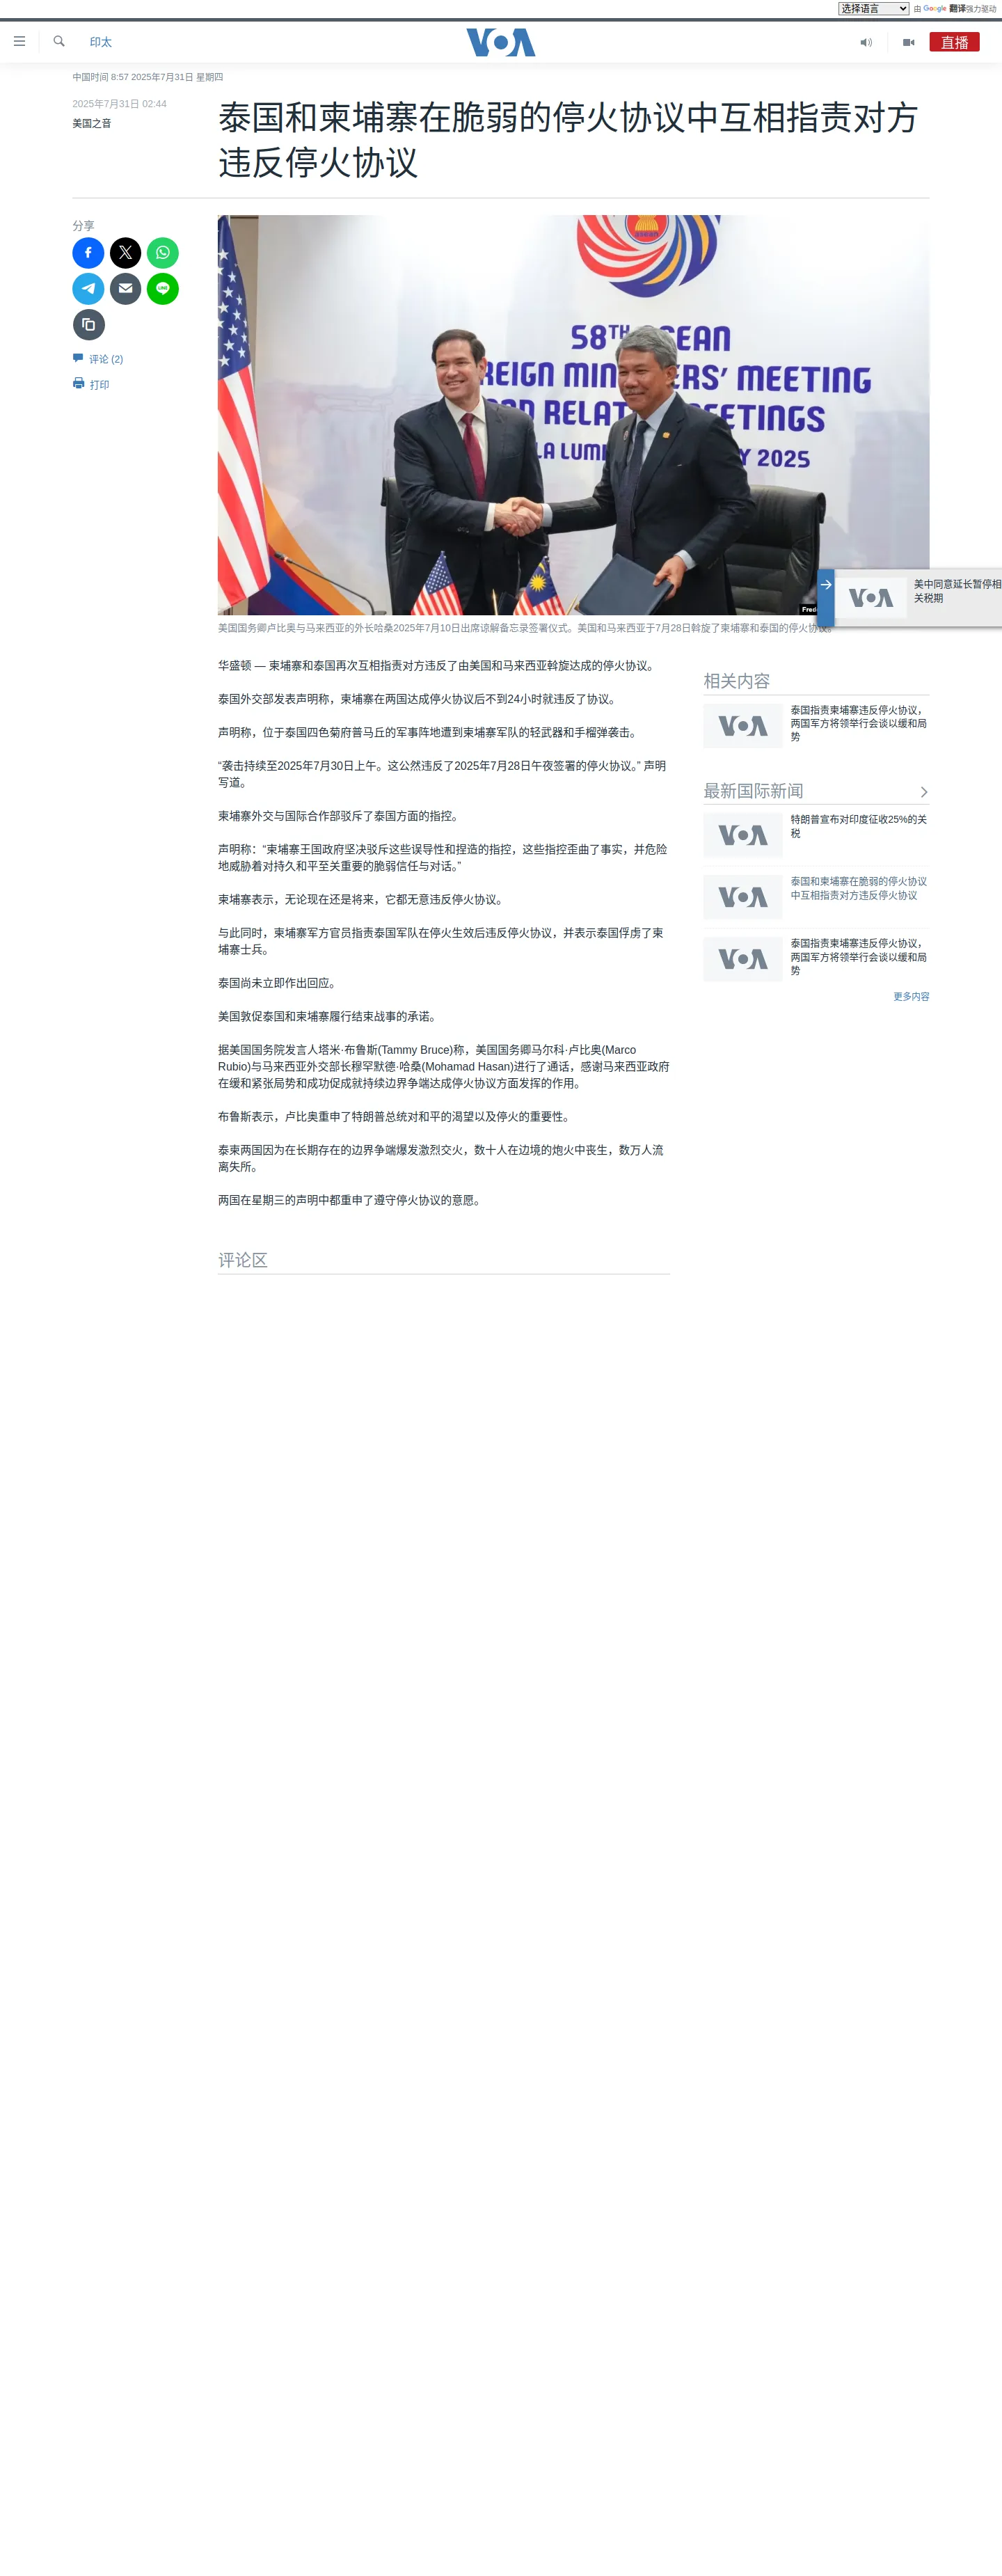 选择语言
由 Google 翻译强力驱动
印太
VOA
直播
中国时间 8:57 2025年7月31日 星期四
2025年7月31日 02:44
美国之音
泰国和柬埔寨在脆弱的停火协议中互相指责对方
违反停火协议
分享
LINE
评论 (2)
打印
58TH
EAN
REIGN MIN
ERS' MEETING
RELAT
EETINGS
LA LUM
Y 2025
美中同意延长暂停相
关税期
VOA
美国国务卿卢比奥与马来西亚的外长哈桑2025年7月10日出席谅解备忘录签署仪式。美国和马来西亚于7月28日斡旋了柬埔寨和泰国的停火协议。
华盛顿 — 柬埔寨和泰国再次互相指责对方违反了由美国和马来西亚斡旋达成的停火协议。
泰国外交部发表声明称，柬埔寨在两国达成停火协议后不到24小时就违反了协议。
声明称，位于泰国四色菊府普马丘的军事阵地遭到柬埔寨军队的轻武器和手榴弹袭击。
“袭击持续至2025年7月30日上午。这公然违反了2025年7月28日午夜签署的停火协议。” 声明
写道。
柬埔寨外交与国际合作部驳斥了泰国方面的指控。
声明称：“柬埔寨王国政府坚决驳斥这些误导性和捏造的指控，这些指控歪曲了事实，并危险
地威胁着对持久和平至关重要的脆弱信任与对话。”
柬埔寨表示，无论现在还是将来，它都无意违反停火协议。
与此同时，柬埔寨军方官员指责泰国军队在停火生效后违反停火协议，并表示泰国俘虏了柬
埔寨士兵。
泰国尚未立即作出回应。
美国敦促泰国和柬埔寨履行结束战事的承诺。
据美国国务院发言人塔米·布鲁斯(Tammy Bruce)称，美国国务卿马尔科·卢比奥(Marco
Rubio)与马来西亚外交部长穆罕默德·哈桑(Mohamad Hasan)进行了通话，感谢马来西亚政府
在缓和紧张局势和成功促成就持续边界争端达成停火协议方面发挥的作用。
布鲁斯表示，卢比奥重申了特朗普总统对和平的渴望以及停火的重要性。
泰柬两国因为在长期存在的边界争端爆发激烈交火，数十人在边境的炮火中丧生，数万人流
离失所。
两国在星期三的声明中都重申了遵守停火协议的意愿。
评论区
相关内容
VOA
泰国指责柬埔寨违反停火协议，
两国军方将领举行会谈以缓和局
势
最新国际新闻
VOA
特朗普宣布对印度征收25%的关
税
VOA
泰国和柬埔寨在脆弱的停火协议
中互相指责对方违反停火协议
VOA
泰国指责柬埔寨违反停火协议，
两国军方将领举行会谈以缓和局
势
更多内容